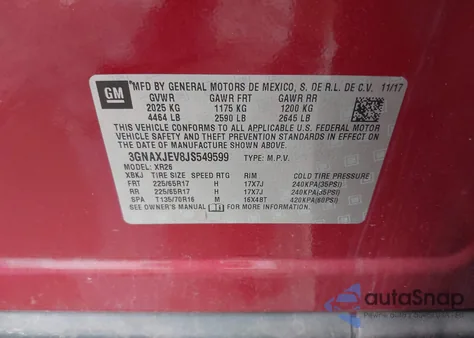 GM
MFD BY GENERAL MOTORS DE MEXICO, S. DE R.L. DE C.V. 11/17
GVWR GAWR FRT GAWR RR
2025 KG 1175 KG 1200 KG
4464 LB 2590 LB 2645 LB
THIS VEHICLE CONFORMS TO ALL APPLICABLE U.S. FEDERAL
MOTOR VEHICLE SAFETY AND THEFT PREVENTION
STANDARDS IN EFFECT ON
THE DATE OF MANUFACTURE SHOWN ABOVE.
3GNAXJEV8JS549599 TYPE: M.P.V.
MODEL: XR26
XBKJ TIRE SIZE SPEED RTG RIM COLD TIRE PRESSURE
FRT 225/65R17 H 17X7J 240KPA(35PSI)
RR 225/65R17 H 17X7J 240KPA(35PSI)
SPA T135/70R16 M 16X4BT 420KPA(60PSI)
SEE OWNER'S MANUAL FOR MORE INFORMATION.
autoSnap